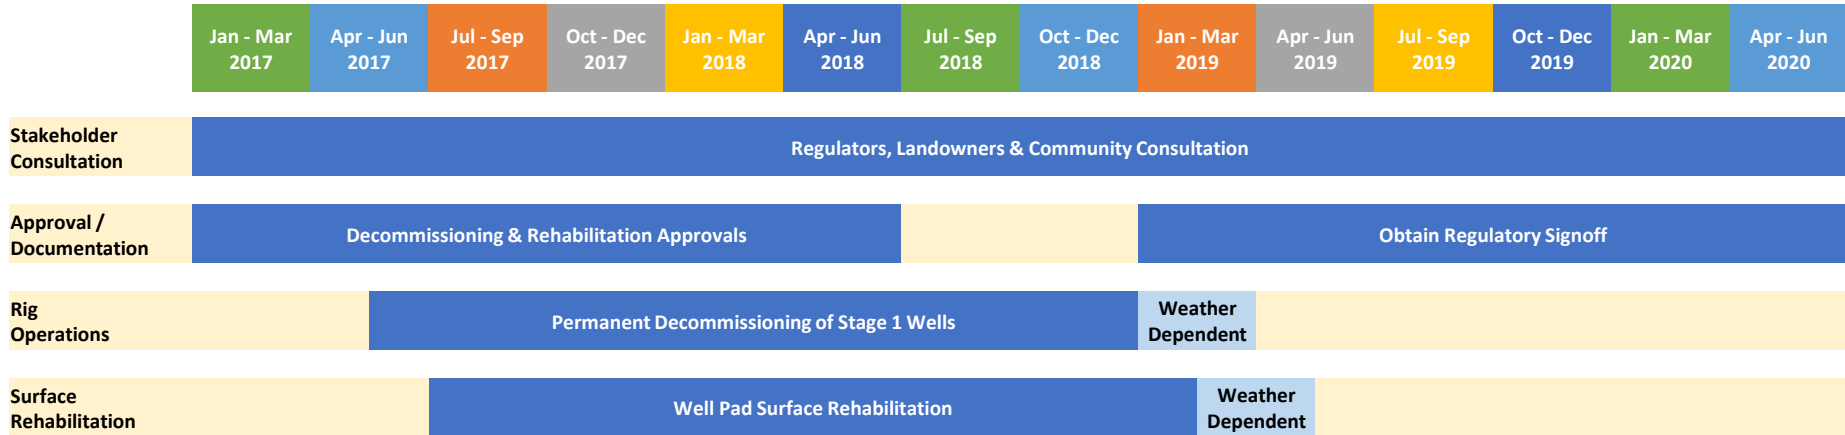 Jan - Mar
2017
Apr - Jun
2017
Jul - Sep
2017
Oct - Dec
2017
Jan - Mar
2018
Apr - Jun
2018
Jul - Sep
2018
Oct - Dec
2018
Jan - Mar
2019
Apr - Jun
2019
Jul - Sep
2019
Oct - Dec
2019
Jan - Mar
2020
Apr - Jun
2020
Stakeholder
Consultation
Regulators, Landowners & Community Consultation
Approval /
Documentation
Decommissioning & Rehabilitation Approvals
Obtain Regulatory Signoff
Rig
Operations
Permanent Decommissioning of Stage 1 Wells
Weather
Dependent
Surface
Rehabilitation
Well Pad Surface Rehabilitation
Weather
Dependent